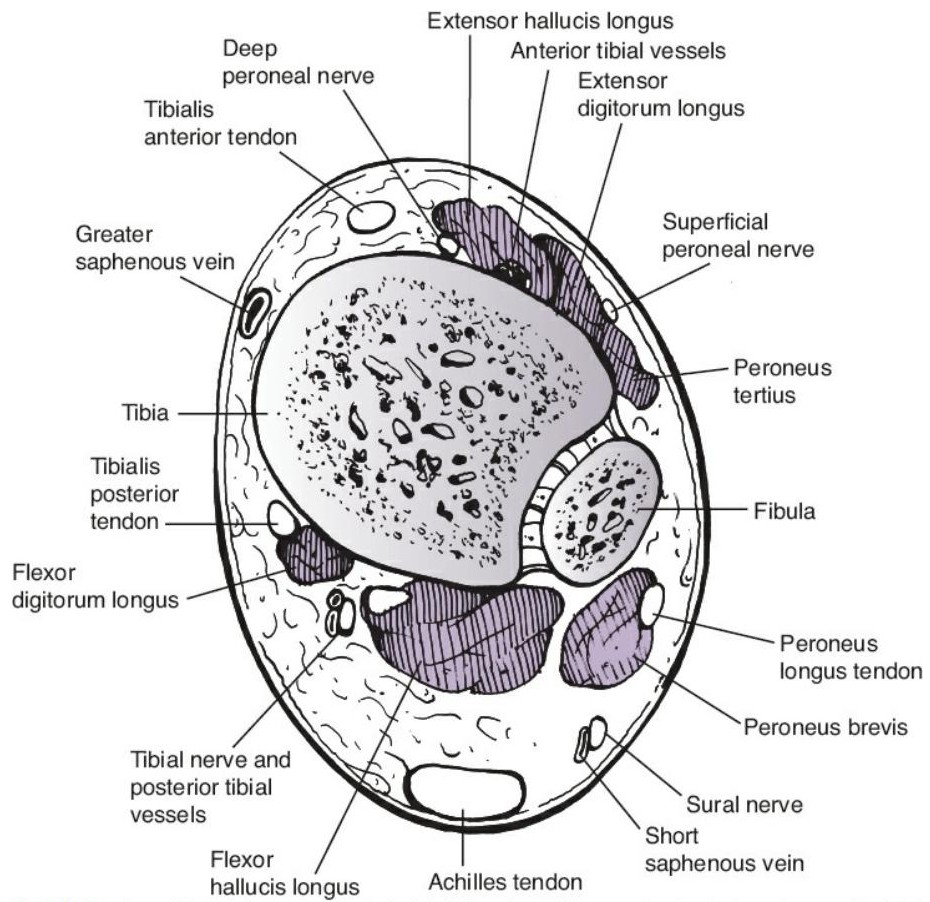 Extensor hallucis longus
Deep
peroneal nerve
Anterior tibial vessels
Extensor
digitorum longus
Tibialis
anterior tendon
Superficial
peroneal nerve
Greater
saphenous vein
Peroneus
tertius
Tibia
Tibialis
posterior
tendon
Fibula
Flexor
digitorum longus
Peroneus
longus tendon
Peroneus brevis
Tibial nerve and
posterior tibial
vessels
Sural nerve
Short
saphenous vein
Flexor
hallucis longus
Achilles tendon